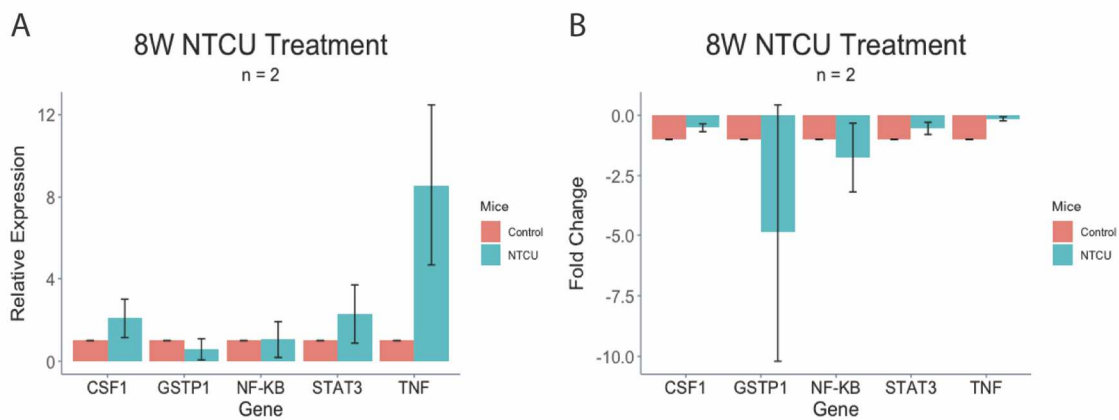 A
8W NTCU Treatment
n = 2
Relative Expression
12
8
4
0
CSF1 GSTP1 NF-KB STAT3 TNF
Gene
Mice
Control
NTCU
B
8W NTCU Treatment
n = 2
Fold Change
0.0
-2.5
-5.0
-7.5
-10.0
CSF1 GSTP1 NF-KB STAT3 TNF
Gene
Mice
Control
NTCU